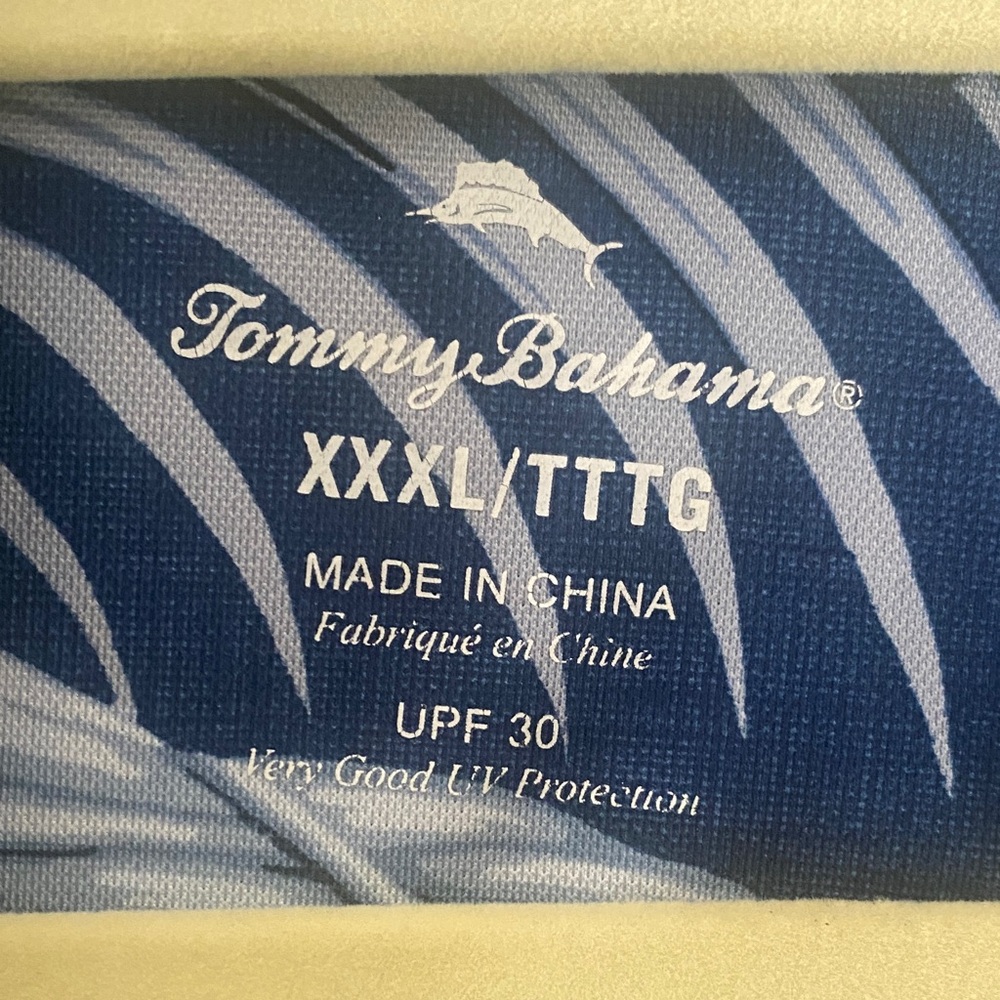 Tommy Bahama®
XXXL/TTTG
MADE IN CHINA
Fabriqué en Chine
UPF 30
Very Good UV Protection